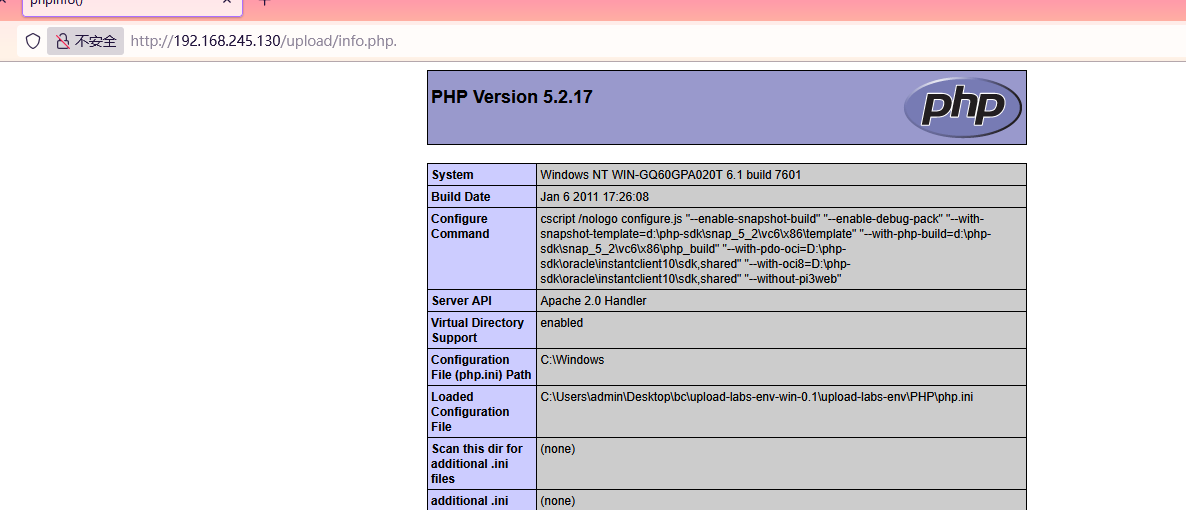 phpinfo()
不安全 http://192.168.245.130/upload/info.php.
PHP Version 5.2.17
php
System Windows NT WIN-GQ60GPA020T 6.1 build 7601
Build Date Jan 6 2011 17:26:08
Configure Command
cscript /nologo configure.js "--enable-snapshot-build" "--enable-debug-pack" "--with-
snapshot-template=d:\php-sdk\snap_5_2\vc6\x86\template" "--with-php-build=d:\php-
sdk\snap_5_2\vc6\x86\php_build" "--with-pdo-oci=D:\php-
sdk\oracle\instantclient10\sdk,shared" "--with-oci8=D:\php-
sdk\oracle\instantclient10\sdk,shared" "--without-pi3web"
Server API Apache 2.0 Handler
Virtual Directory
Support
enabled
Configuration
File (php.ini) Path
C:\Windows
Loaded
Configuration
File
C:\Users\admin\Desktop\bc\upload-labs-env-win-0.1\upload-labs-env\PHP\php.ini
Scan this dir for
additional .ini
files
(none)
additional .ini (none)